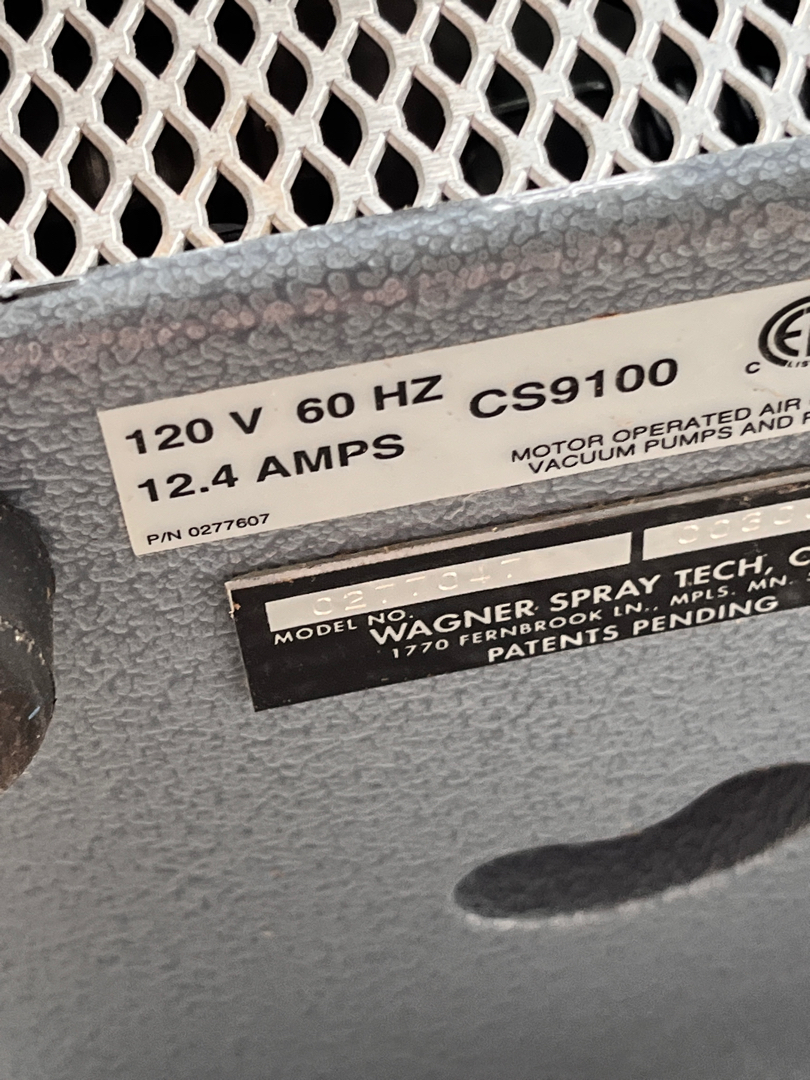 120 V 60 HZ CS9100
12.4 AMPS
MOTOR OPERATED AIR
VACUUM PUMPS AND
P/N 0277607
C
0277047
MODEL NO.
WAGNER SPRAY TECH,
1770 FERNBROOK LN., MPLS. MN.
PATENTS PENDING